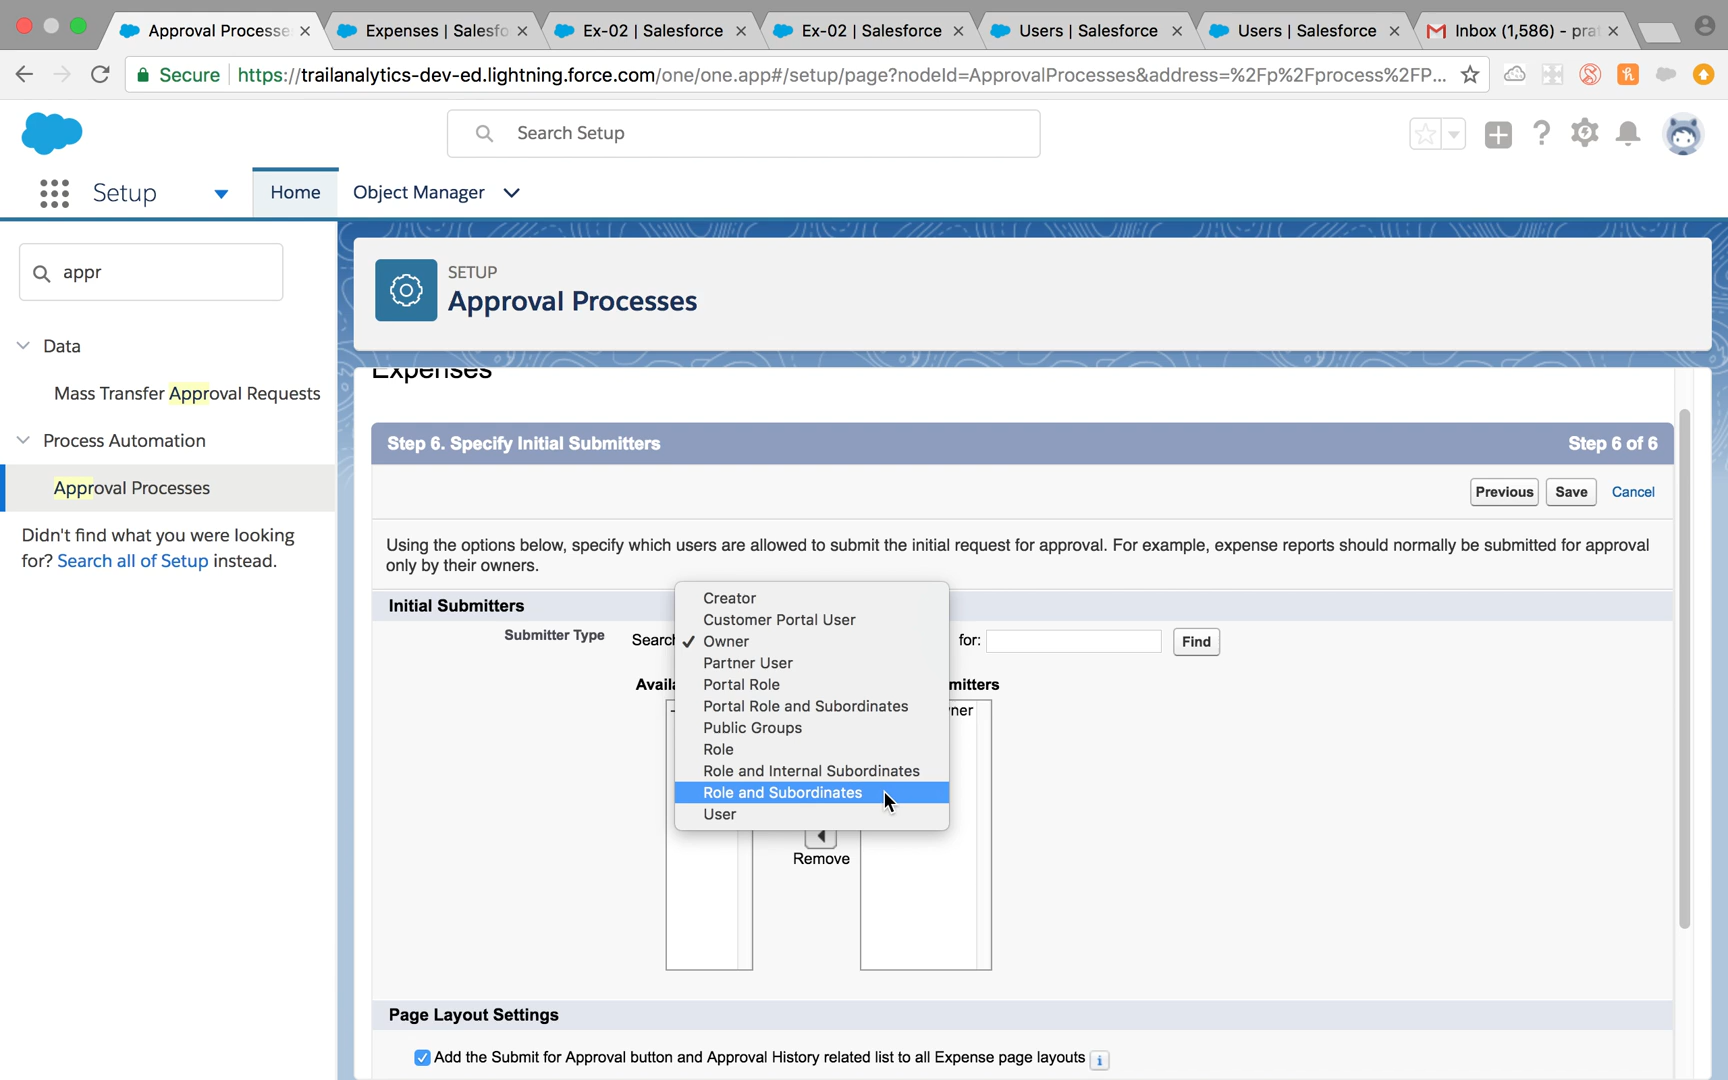 Approval Processe
Expenses | Salesfo
Ex-02 | Salesforce
Ex-02 | Salesforce
Users | Salesforce
Users | Salesforce
Inbox (1,586) - pra
Secure
https://trailanalytics-dev-ed.lightning.force.com/one/one.app#/setup/page?nodeId=ApprovalProcesses&address=%2Fp%2Fprocess%2FP...
Search Setup
Setup
Home
Object Manager
appr
SETUP
Approval Processes
Data
Mass Transfer Approval Requests
Process Automation
Approval Processes
Didn't find what you were looking
for? Search all of Setup instead.
Expenses
Step 6. Specify Initial Submitters
Step 6 of 6
Previous
Save
Cancel
Using the options below, specify which users are allowed to submit the initial request for approval. For example, expense reports should normally be submitted for approval
only by their owners.
Initial Submitters
Submitter Type
Search
for:
Find
Creator
Customer Portal User
✓ Owner
Partner User
Portal Role
Portal Role and Subordinates
Public Groups
Role
Role and Internal Subordinates
Role and Subordinates
User
Availa
mitters
ner
Remove
Page Layout Settings
Add the Submit for Approval button and Approval History related list to all Expense page layouts
i